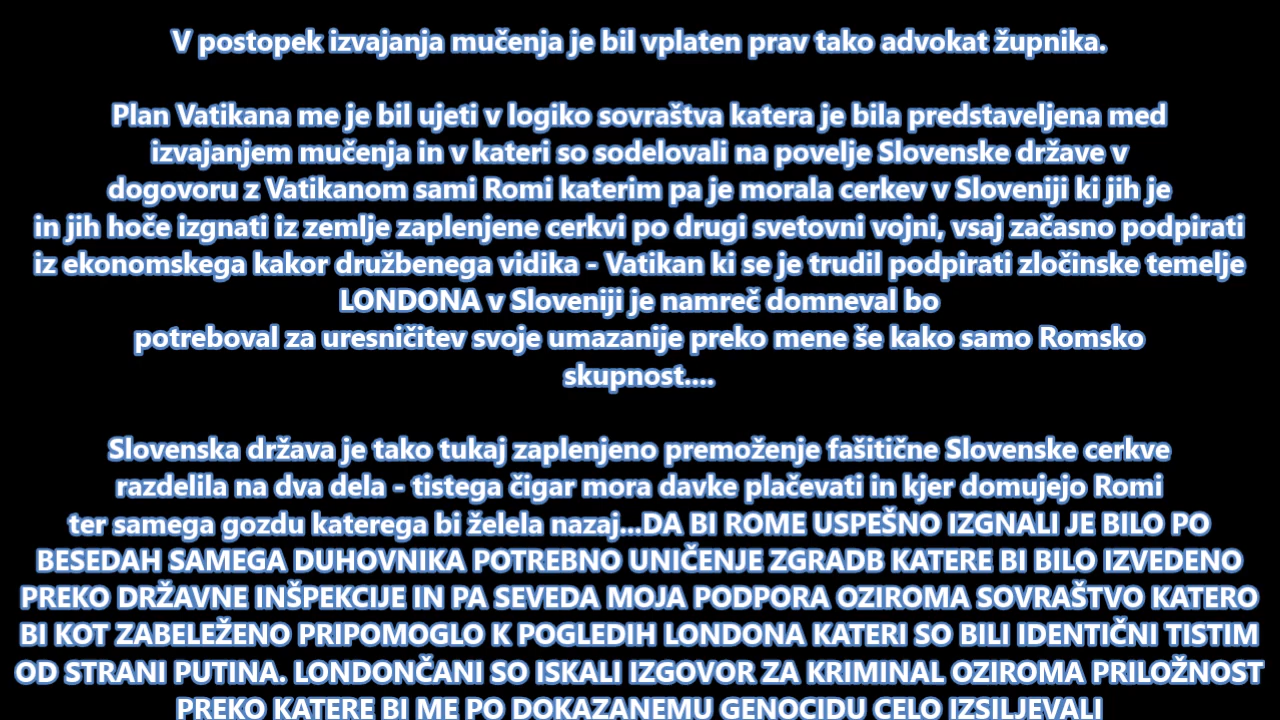 V postopek izvajanja mučenja je bil vplaten prav tako advokat župnika.
Plan Vatikana me je bil ujeti v logiko sovraštva katera je bila predstaveljena med
izvajanjem mučenja in v kateri so sodelovali na povelje Slovenske države v
dogovoru z Vatikanom sami Romi katerim pa je morala cerkev v Sloveniji ki jih je
in jih hoče izgnati iz zemlje zaplenjene cerkvi po drugi svetovni vojni, vsaj začasno podpirati
iz ekonomskega kakor družbenega vidika - Vatikan ki se je trudil podpirati zločinske temelje
LONDONA v Sloveniji je namreč domneval bo
potreboval za uresničitev svoje umazanije preko mene še kako samo Romsko
skupnost....
Slovenska država je tako tukaj zaplenjeno premoženje fašitične Slovenske cerkve
razdelila na dva dela - tistega čigar mora davke plačevati in kjer domujejo Romi
ter samega gozdu katerega bi želela nazaj...DA BI ROME USPEŠNO IZGNALI JE BILO PO
BESEDAH SAMEGA DUHOVNIKA POTREBNO UNIČENJE ZGRADB KATERE BI BILO IZVEDENO
PREKO DRŽAVNE INŠPEKCIJE IN PA SEVEDA MOJA PODPORA OZIROMA SOVRAŠTVO KATERO
BI KOT ZABELEŽENO PRIPOMOGLO K POGLEDIH LONDONA KATERI SO BILI IDENTIČNI TISTIM
OD STRANI PUTINA. LONDONČANI SO ISKALI IZGOVOR ZA KRIMINAL OZIROMA PRILOŽNOST
PREKO KATERE BI ME PO DOKAZANEMU GENOCIDU CELO IZSILJEVALI